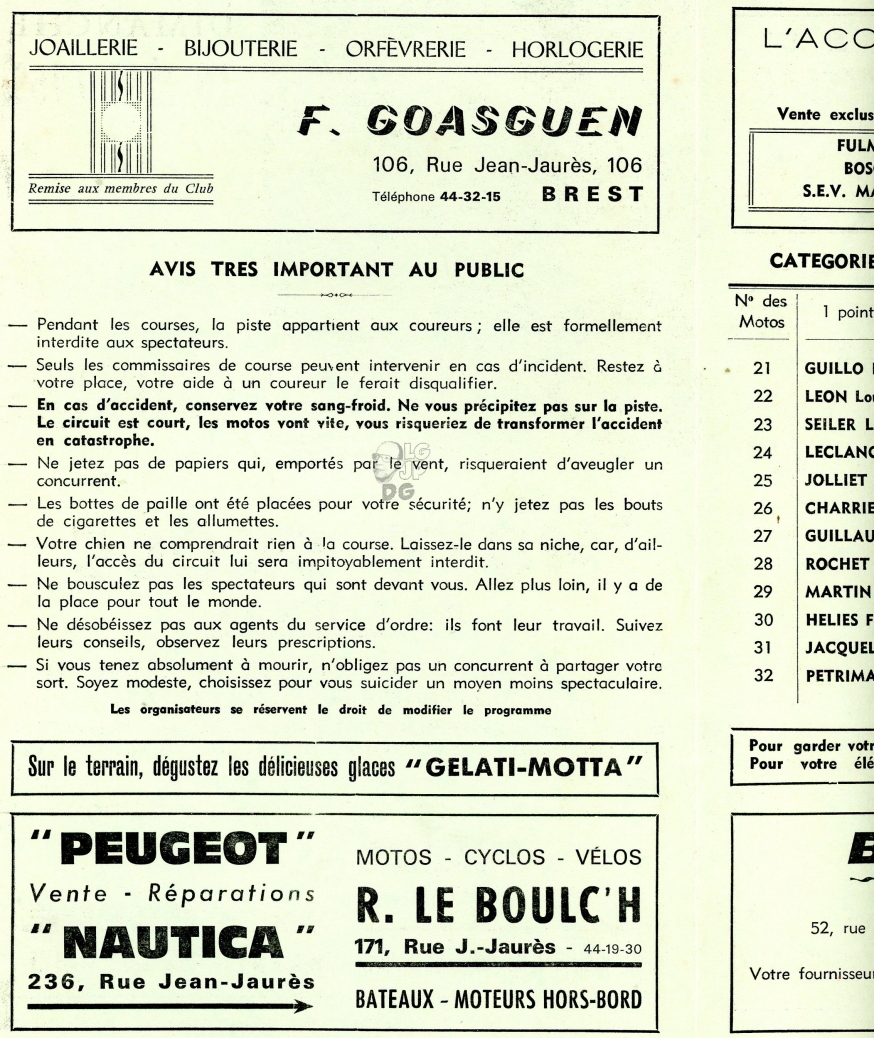 JOAILLERIE - BIJOUTERIE - ORFÈVRERIE - HORLOGERIE
F. GOASGUEN
106, Rue Jean-Jaurès, 106
Remise aux membres du Club
Téléphone 44-32-15 BREST
AVIS TRES IMPORTANT AU PUBLIC
— Pendant les courses, la piste appartient aux coureurs ; elle est formellement
interdite aux spectateurs.
— Seuls les commissaires de course peuvent intervenir en cas d'incident. Restez à
votre place, votre aide à un coureur le ferait disqualifier.
— En cas d'accident, conservez votre sang-froid. Ne vous précipitez pas sur la piste.
Le circuit est court, les motos vont vite, vous risqueriez de transformer l'accident
en catastrophe.
— Ne jetez pas de papiers qui, emportés par le vent, risqueraient d'aveugler un
concurrent.
— Les bottes de paille ont été placées pour votre sécurité; n'y jetez pas les bouts
de cigarettes et les allumettes.
— Votre chien ne comprendrait rien à la course. Laissez-le dans sa niche, car, d'ail-
leurs, l'accès du circuit lui sera impitoyablement interdit.
— Ne bousculez pas les spectateurs qui sont devant vous. Allez plus loin, il y a de
la place pour tout le monde.
— Ne désobéissez pas aux agents du service d'ordre: ils font leur travail. Suivez
leurs conseils, observez leurs prescriptions.
— Si vous tenez absolument à mourir, n'obligez pas un concurrent à partager votre
sort. Soyez modeste, choisissez pour vous suicider un moyen moins spectaculaire.
Les organisateurs se réservent le droit de modifier le programme
LG
JP
DG
Sur le terrain, dégustez les délicieuses glaces "GELATI-MOTTA"
"PEUGEOT"
Vente - Réparations
"NAUTICA"
236, Rue Jean-Jaurès
MOTOS - CYCLOS - VÉLOS
R. LE BOULC'H
171, Rue J.-Jaurès - 44-19-30
BATEAUX - MOTEURS HORS-BORD
L'ACC
Vente exclus
FULM
BOS
S.E.V. MA
CATEGORIE
Nº des
Motos
1 point
21 GUILLO
22 LEON Lou
23 SEILER L
24 LECLANC
25 JOLLIET
26 CHARRIE
27 GUILLAU
28 ROCHET
29 MARTIN
30 HELIES F
31 JACQUEL
32 PETRIMA
Pour garder votr
Pour votre élé
52, rue
Votre fournisseur